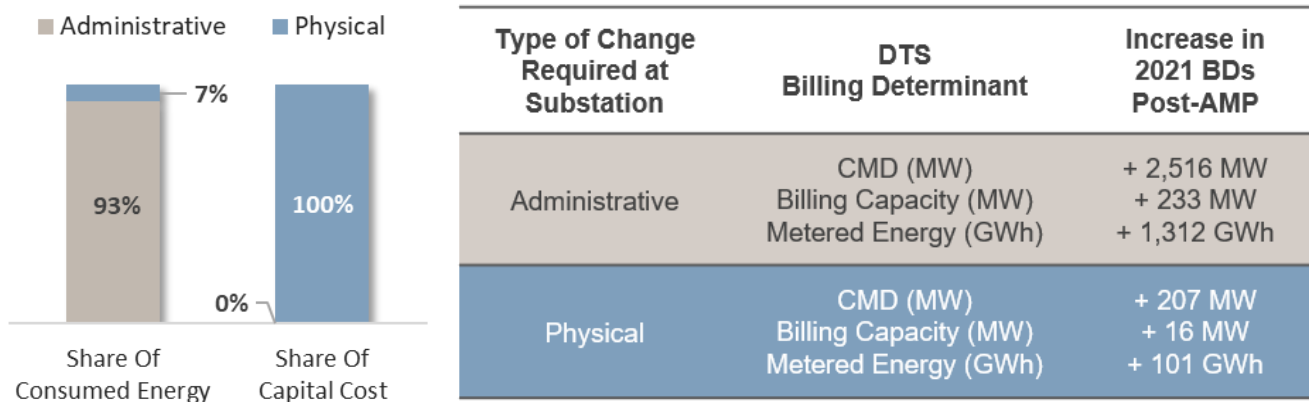 Administrative
Physical
7%
93%
100%
0%
Share Of
Consumed Energy
Share Of
Capital Cost
Type of Change
Required at
Substation
DTS
Billing Determinant
Increase in
2021 BDs
Post-AMP
Administrative
CMD (MW)
+ 2,516 MW
Billing Capacity (MW)
+ 233 MW
Metered Energy (GWh)
+ 1,312 GWh
Physical
CMD (MW)
+ 207 MW
Billing Capacity (MW)
+ 16 MW
Metered Energy (GWh)
+ 101 GWh